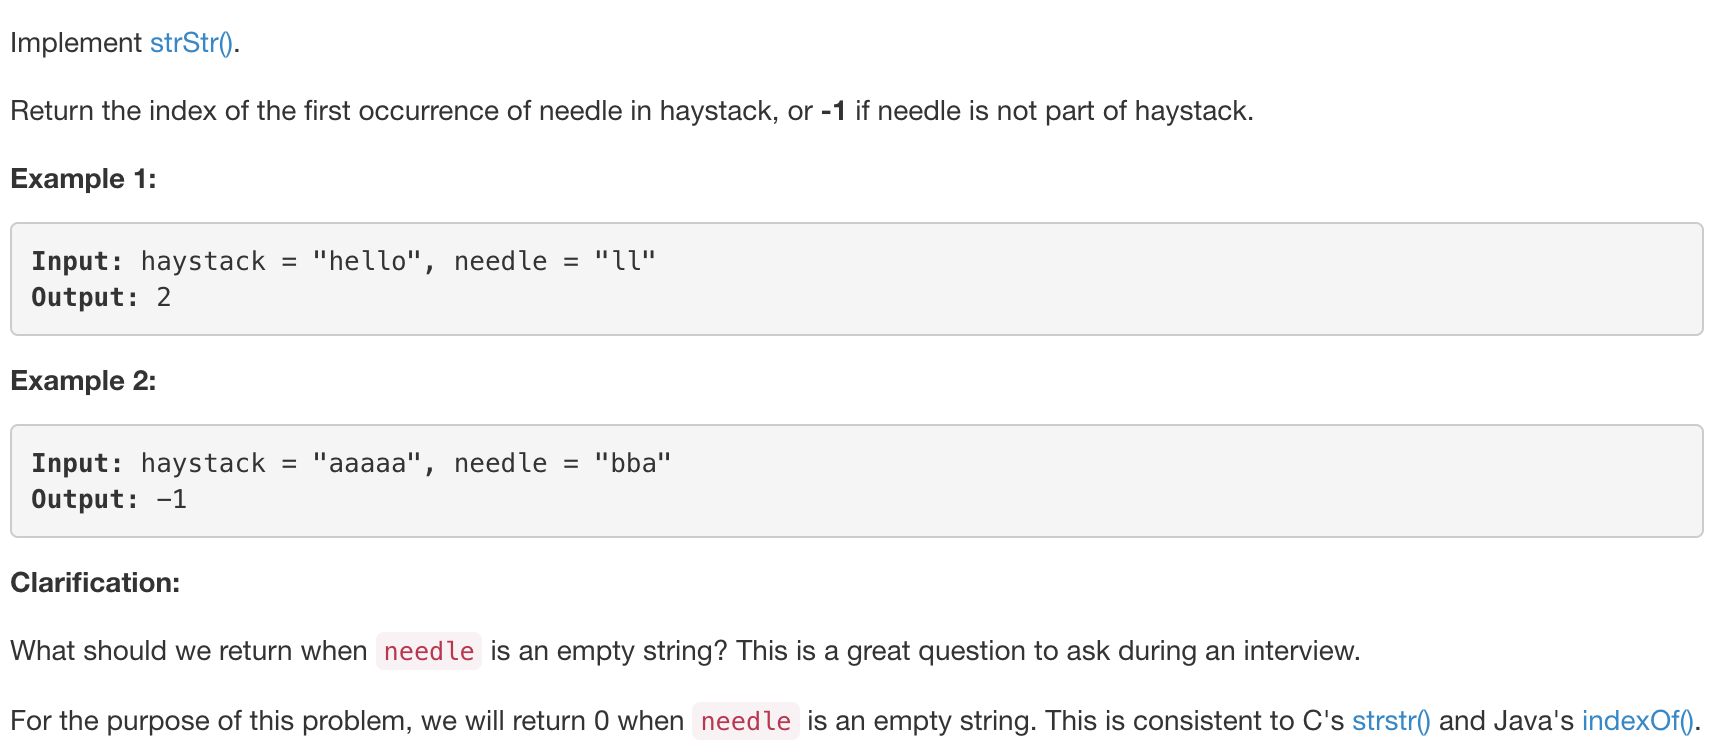 Implement strStr().
Return the index of the first occurrence of needle in haystack, or -1 if needle is not part of haystack.
Example 1:
Input: haystack = "hello", needle = "ll"
Output: 2
Example 2:
Input: haystack = "aaaaa", needle = "bba"
Output: -1
Clarification:
What should we return when needle is an empty string? This is a great question to ask during an interview.
For the purpose of this problem, we will return 0 when needle is an empty string. This is consistent to C's strstr() and Java's indexOf().